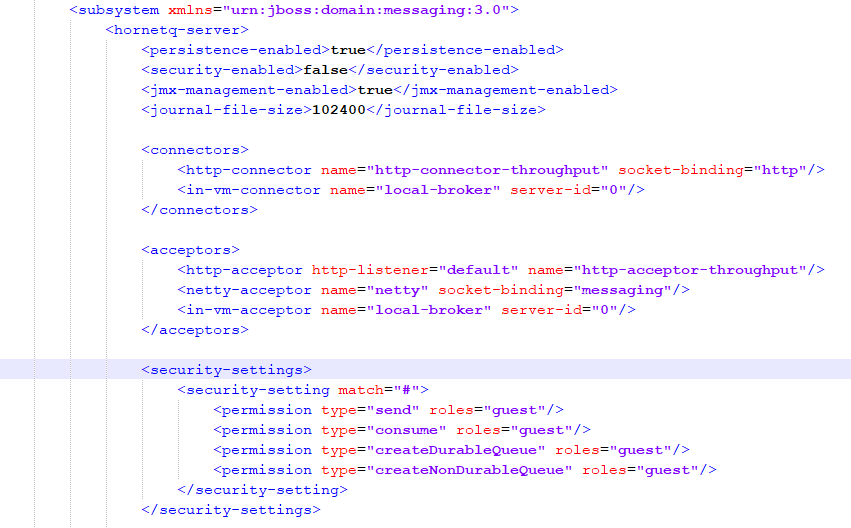 <subsystem xmlns="urn:jboss:domain:messaging:3.0">
<hornetq-server>
<persistence-enabled>true</persistence-enabled>
<security-enabled>false</security-enabled>
<jmx-management-enabled>true</jmx-management-enabled>
<journal-file-size>102400</journal-file-size>
<connectors>
<http-connector name="http-connector-throughput" socket-binding="http"/>
<in-vm-connector name="local-broker" server-id="0"/>
</connectors>
<acceptors>
<http-acceptor http-listener="default" name="http-acceptor-throughput"/>
<netty-acceptor name="netty" socket-binding="messaging"/>
<in-vm-acceptor name="local-broker" server-id="0"/>
</acceptors>
<security-settings>
<security-setting match="#">
<permission type="send" roles="guest"/>
<permission type="consume" roles="guest"/>
<permission type="createDurableQueue" roles="guest"/>
<permission type="createNonDurableQueue" roles="guest"/>
</security-setting>
</security-settings>